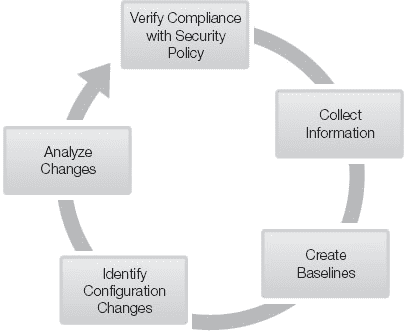 Verify Compliance
with Security
Policy
Collect
Information
Create
Baselines
Identify
Configuration
Changes
Analyze
Changes